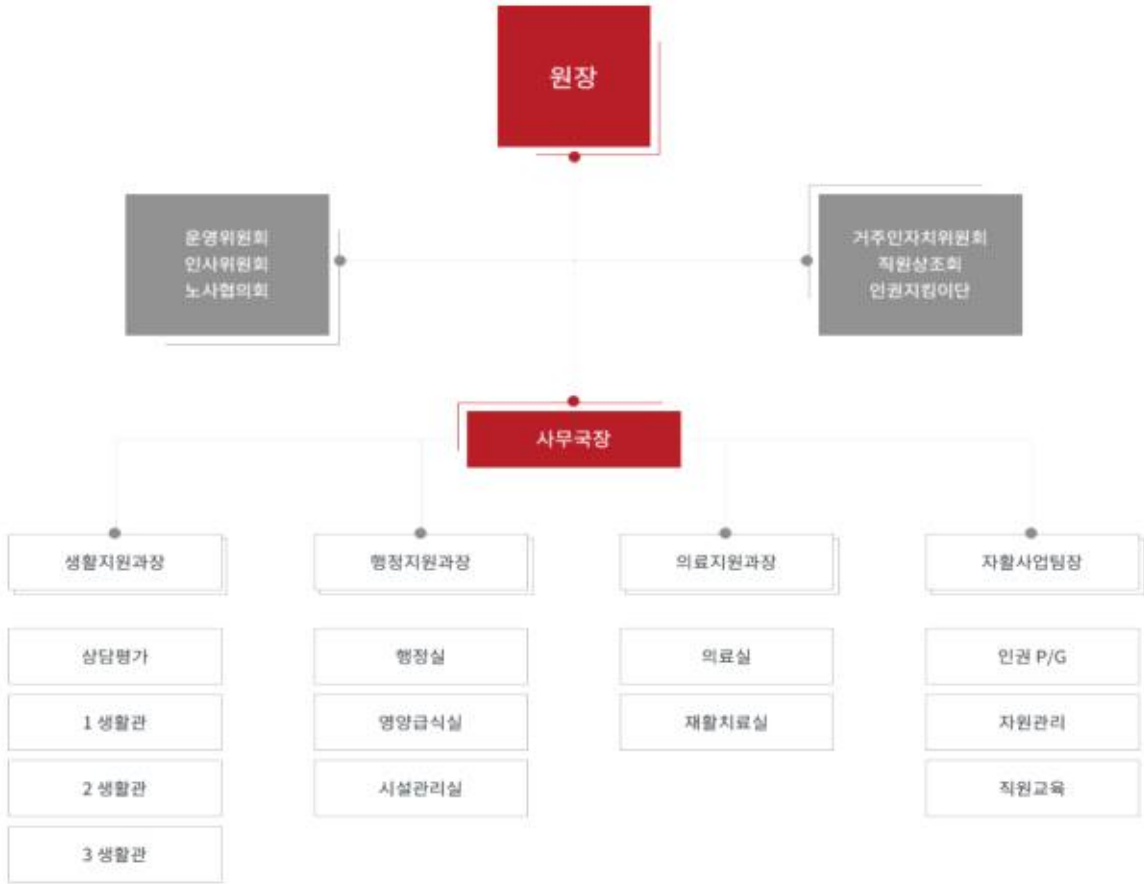 원장
운영위원회
인사위원회
노사협의회
거주인자치위원회
직원상조회
인권지킴이단
사무국장
생활지원과장
행정지원과장
의료지원과장
자활사업팀장
상담평가
행정실
의료실
인권 P/G
1 생활관
영양급식실
재활치료실
자원관리
2 생활관
시설관리실
직원교육
3 생활관